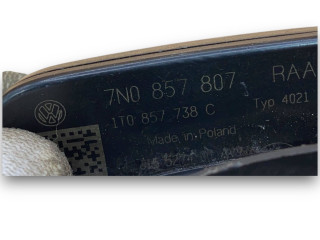 7N0 857 807 RAA
1T0 857 738 C Typ 4021
Made in Poland